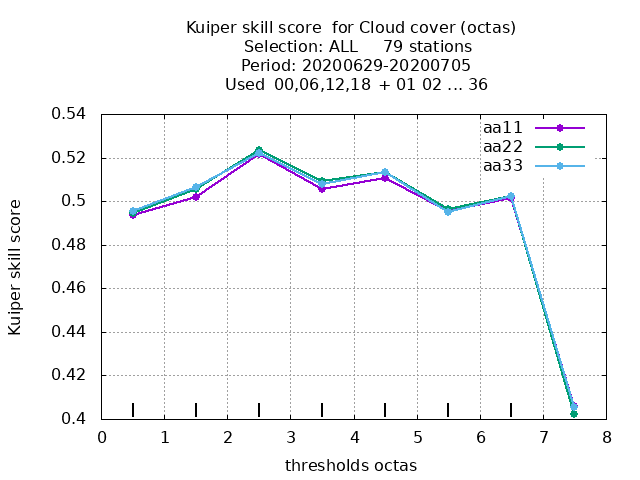 Kuiper skill score  for Cloud cover (octas)
Selection: ALL     79 stations
Period: 20200629-20200705
Used  00,06,12,18 + 01 02 ... 36
aa11
aa22
aa33
0.54
0.52
0.5
0.48
0.46
0.44
0.42
0.4
Kuiper skill score
0 1 2 3 4 5 6 7 8
thresholds octas